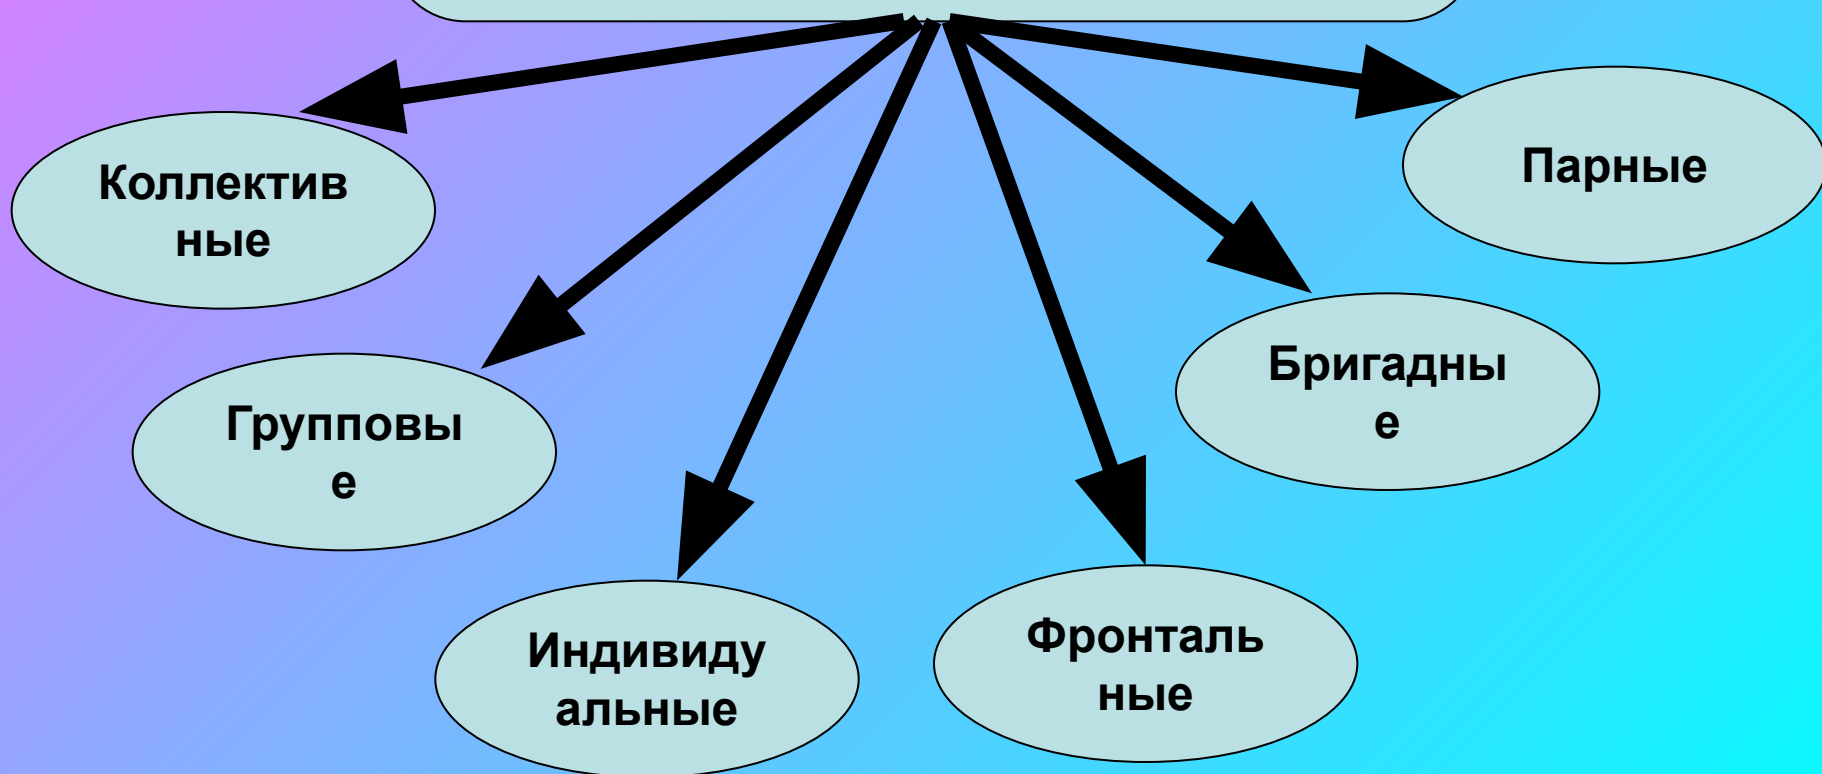 Коллектив
ные
Групповы
е
Индивиду
альные
Фронталь
ные
Бригадны
е
Парные